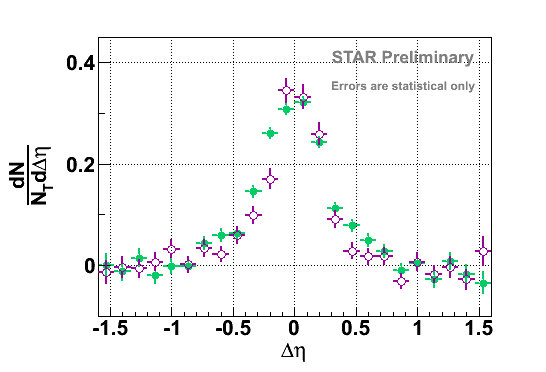 STAR Preliminary
Errors are statistical only
0.4
0.2
0
dN
N_T dΔη
-1.5 -1 -0.5 0 0.5 1 1.5
Δη